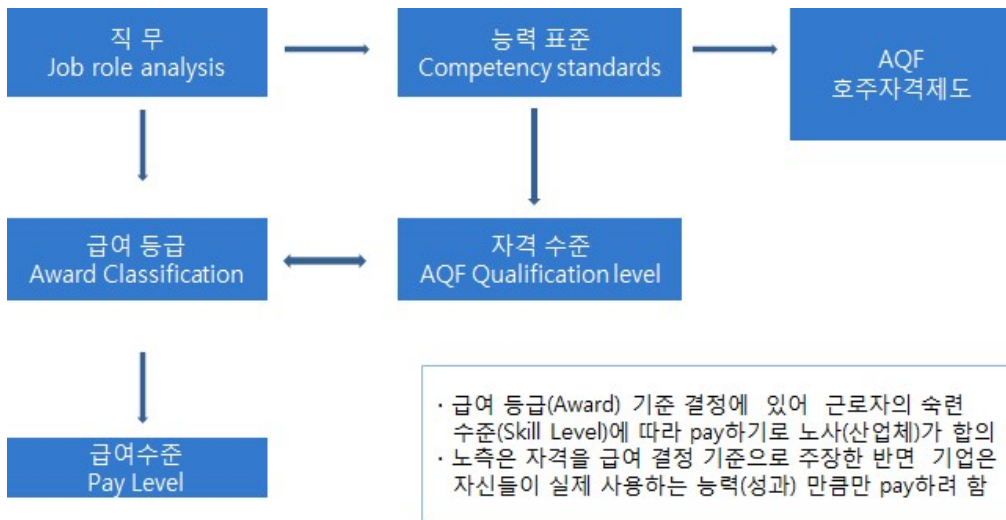 직 무
Job role analysis
능력 표준
Competency standards
AQF
호주자격제도
급여 등급
Award Classification
자격 수준
AQF Qualification level
급여수준
Pay Level
· 급여 등급(Award) 기준 결정에 있어 근로자의 숙련
수준(Skill Level)에 따라 pay하기로 노사(산업체)가 합의
· 노측은 자격을 급여 결정 기준으로 주장한 반면 기업은
자신들이 실제 사용하는 능력(성과) 만큼만 pay하려 함